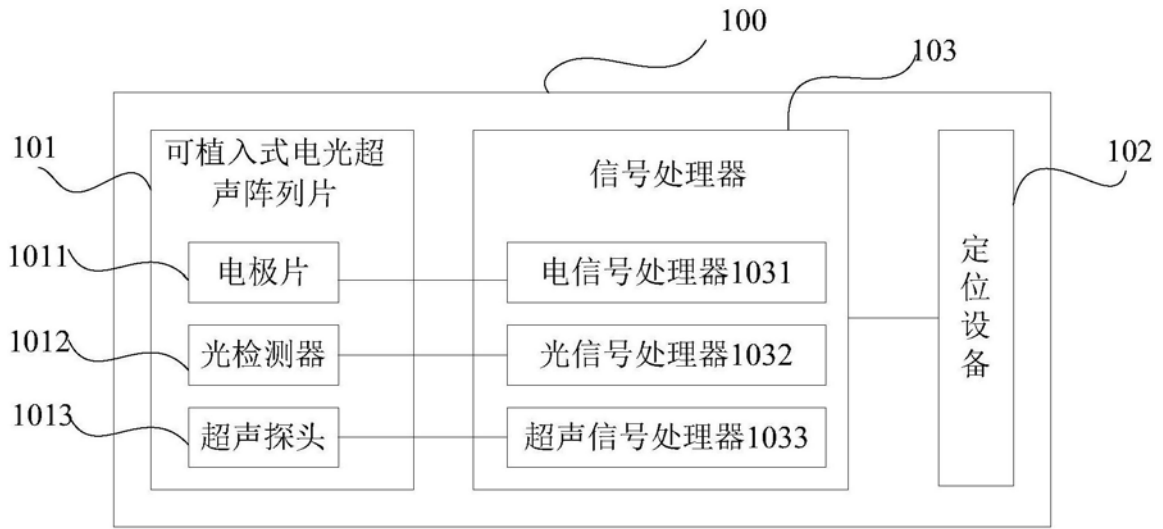 100
103
101
可植入式电光超
声阵列片
信号处理器
102
1011
电极片
电信号处理器1031
定位设备
1012
光检测器
光信号处理器1032
1013
超声探头
超声信号处理器1033